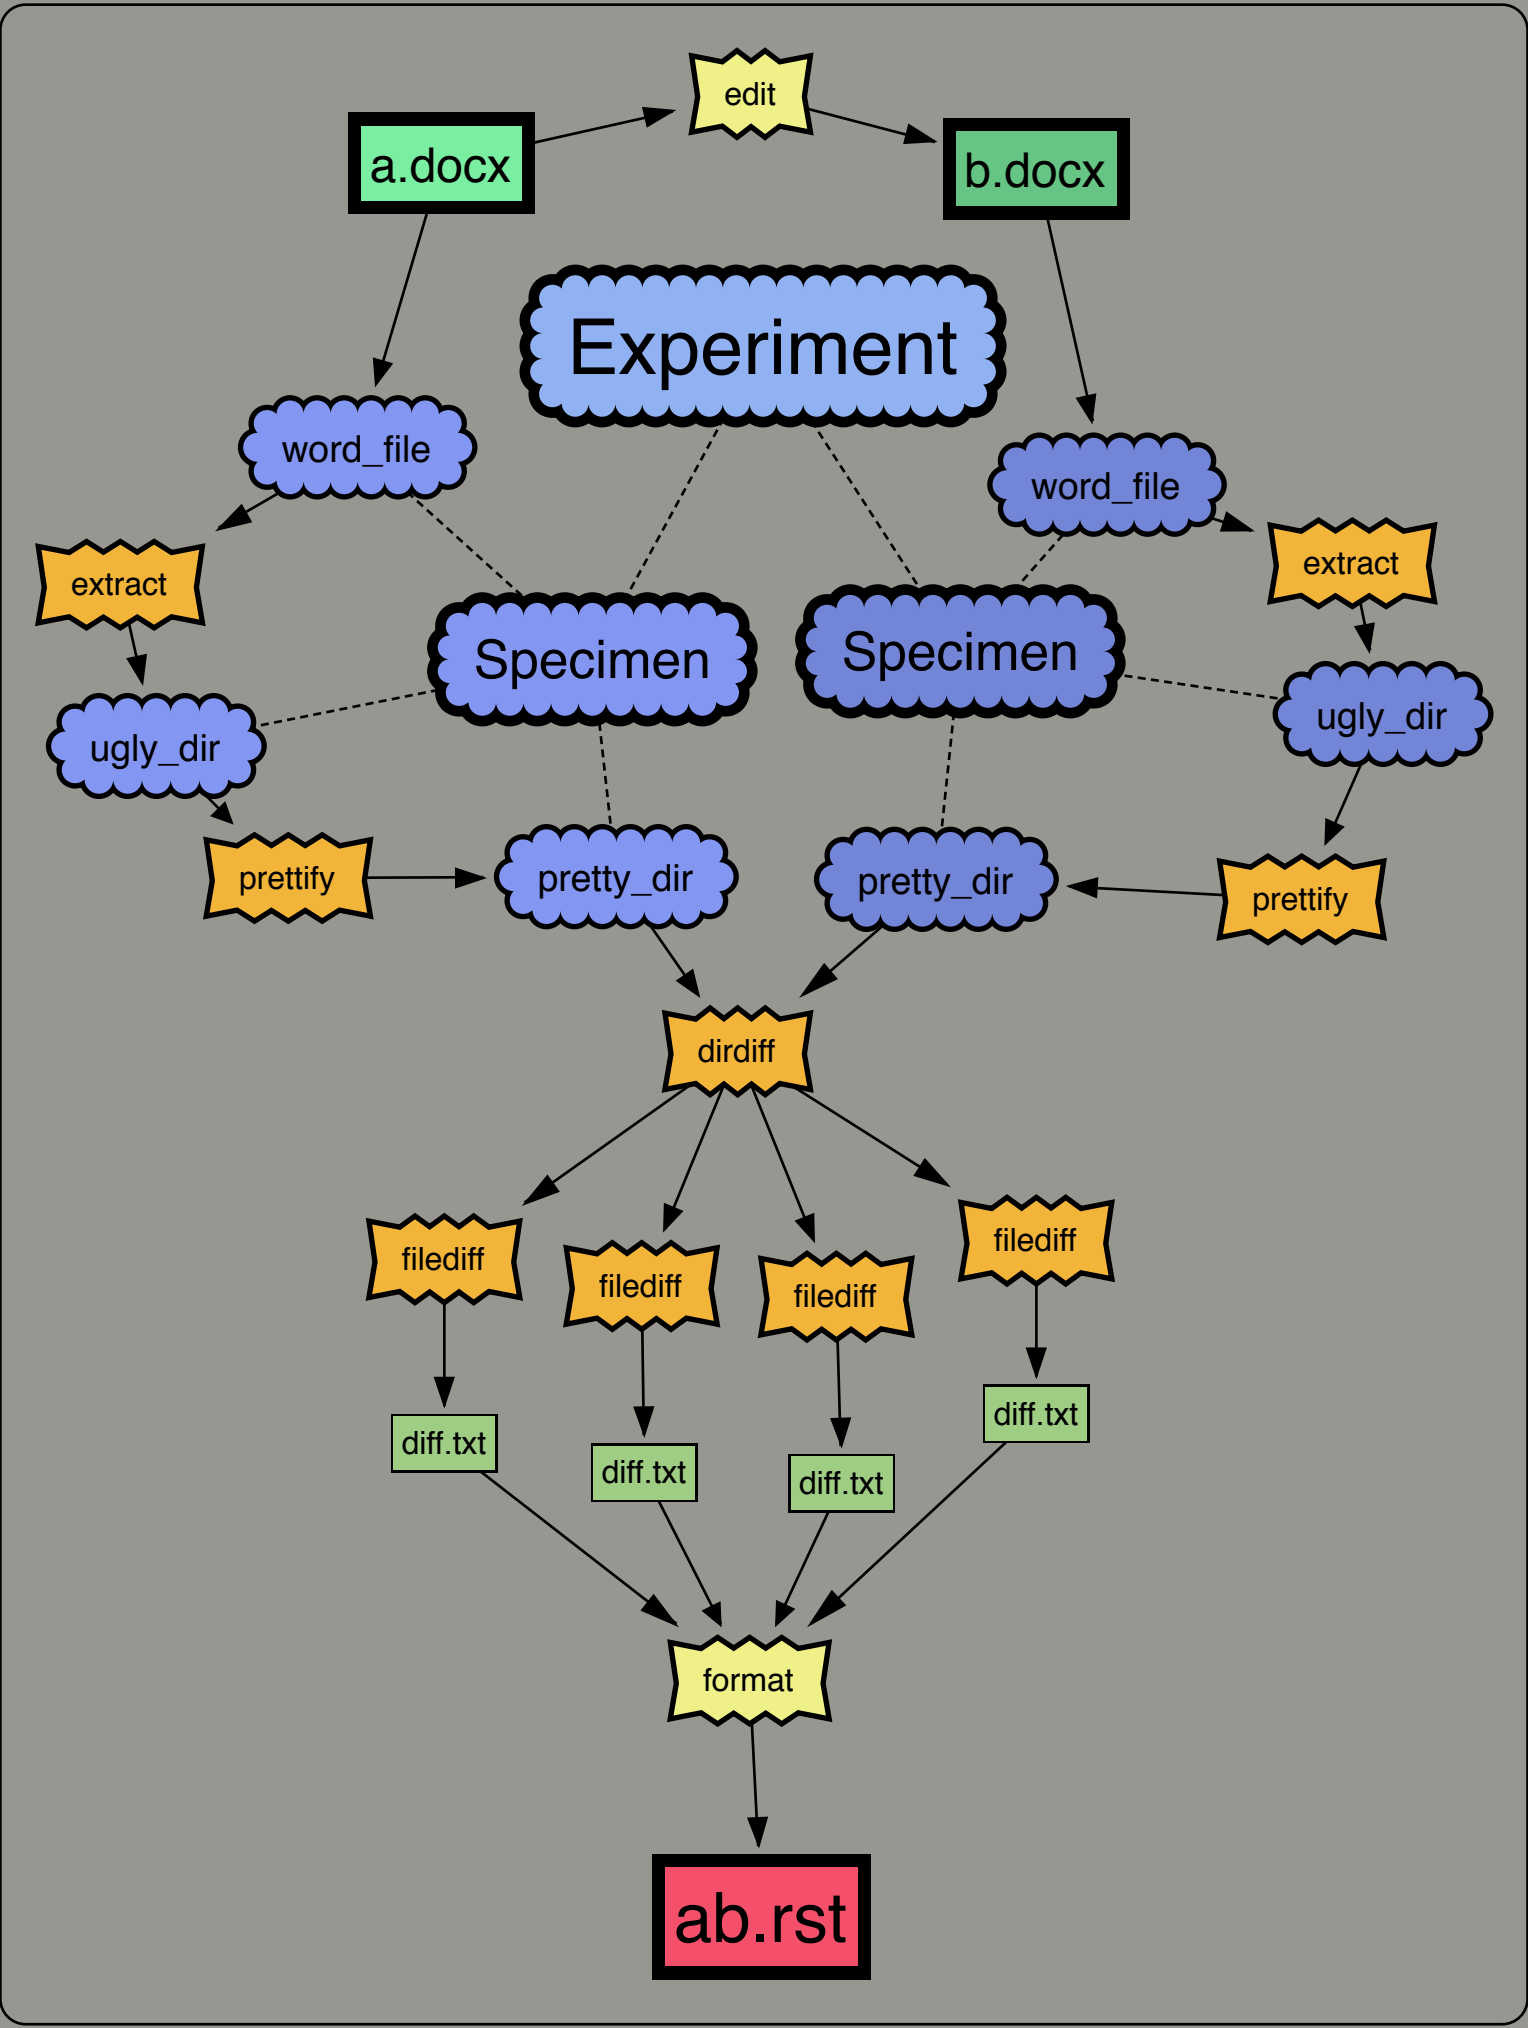 edit
a.docx
b.docx
Experiment
word_file
word_file
extract
extract
Specimen
Specimen
ugly_dir
ugly_dir
prettify
pretty_dir
pretty_dir
prettify
dirdiff
filediff
filediff
filediff
filediff
diff.txt
diff.txt
diff.txt
diff.txt
format
ab.rst